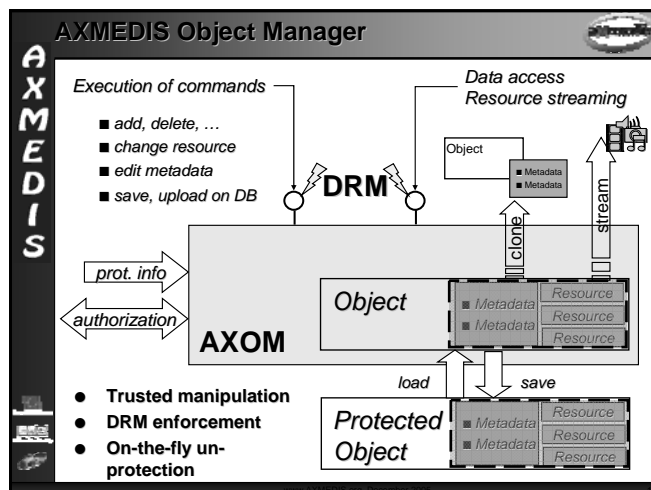 AXMEDIS Object Manager
AXMEDIS
Execution of commands
■ add, delete, …
■ change resource
■ edit metadata
■ save, upload on DB
Data access
Resource streaming
DRM
Object
■ Metadata
■ Metadata
clone
stream
prot. info
authorization
AXOM
Object
■ Metadata
■ Metadata
Resource
Resource
Resource
load
save
● Trusted manipulation
● DRM enforcement
● On-the-fly un-
protection
Protected
Object
■ Metadata
■ Metadata
Resource
Resource
Resource